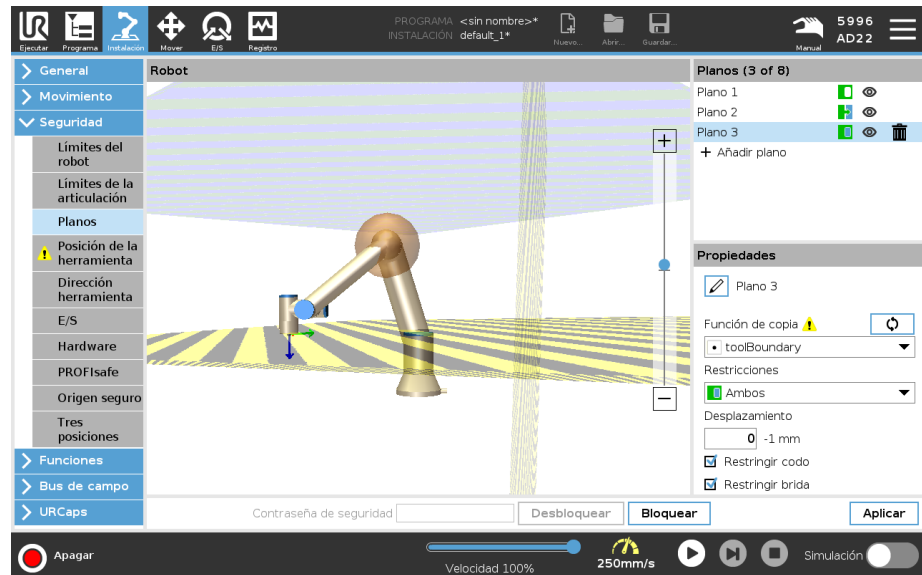 PROGRAMA <sin nombre>*
INSTALACIÓN default_1*
Ejecutar Programa Instalación Mover E/S Registro
Nuevo... Abrir... Guardar...
Manual
5996
AD22
General
Movimiento
Seguridad
Límites del
robot
Límites de la
articulación
Planos
Posición de la
herramienta
Dirección
herramienta
E/S
Hardware
PROFIsafe
Origen seguro
Tres
posiciones
Funciones
Bus de campo
URCaps
Robot
Planos (3 of 8)
Plano 1
Plano 2
Plano 3
+ Añadir plano
Propiedades
Plano 3
Función de copia
toolBoundary
Restricciones
Ambos
Desplazamiento
0 -1 mm
Restringir codo
Restringir brida
Contraseña de seguridad Desbloquear Bloquear Aplicar
Apagar
Velocidad 100%
250mm/s
Simulación